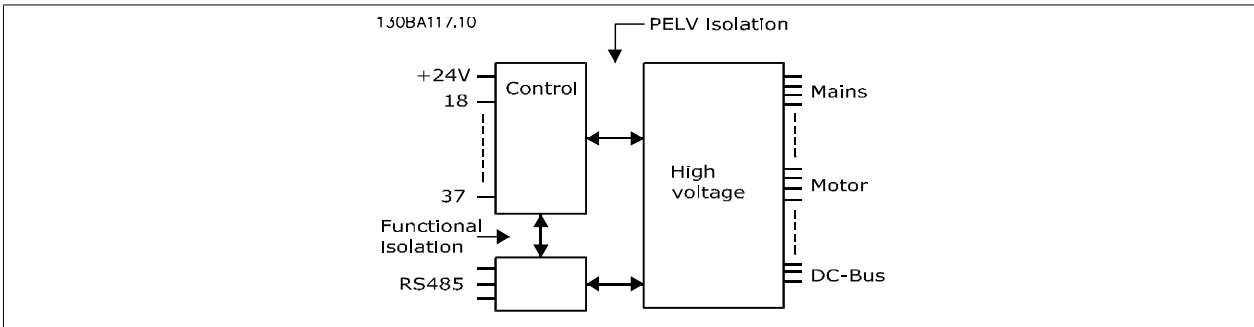 130BA117.10
PELV Isolation
+24V
Control
18
Mains
High
voltage
37
Motor
Functional
Isolation
RS485
DC-Bus